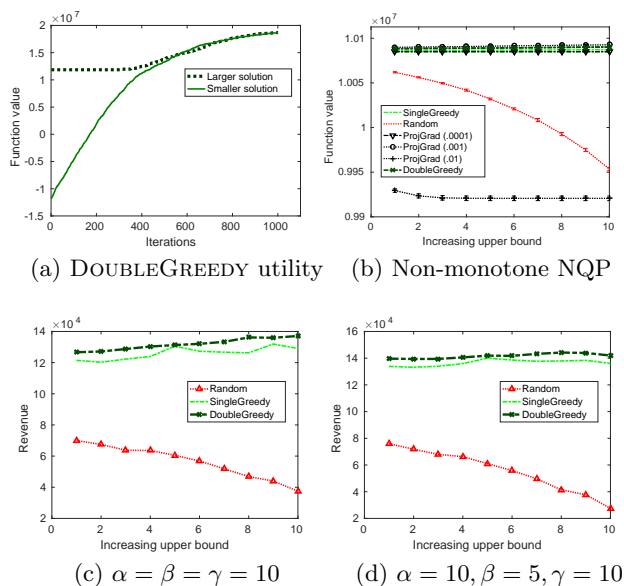 ×10⁷
2
1.5
1
0.5
0
-0.5
-1
-1.5
Function value
Larger solution
Smaller solution
0 200 400 600 800 1000
Iterations
(a) DOUBLEGREEDY utility
×10⁷
1.01
1.005
1
0.995
0.99
Function value
SingleGreedy
Random
ProjGrad (.0001)
ProjGrad (.001)
ProjGrad (.01)
DoubleGreedy
0 2 4 6 8 10
Increasing upper bound
(b) Non-monotone NQP
×10⁴
14
12
10
8
6
4
2
Revenue
Random
SingleGreedy
DoubleGreedy
0 2 4 6 8 10
Increasing upper bound
(c) α = β = γ = 10
×10⁴
16
14
12
10
8
6
4
2
Revenue
Random
SingleGreedy
DoubleGreedy
0 2 4 6 8 10
Increasing upper bound
(d) α = 10, β = 5, γ = 10